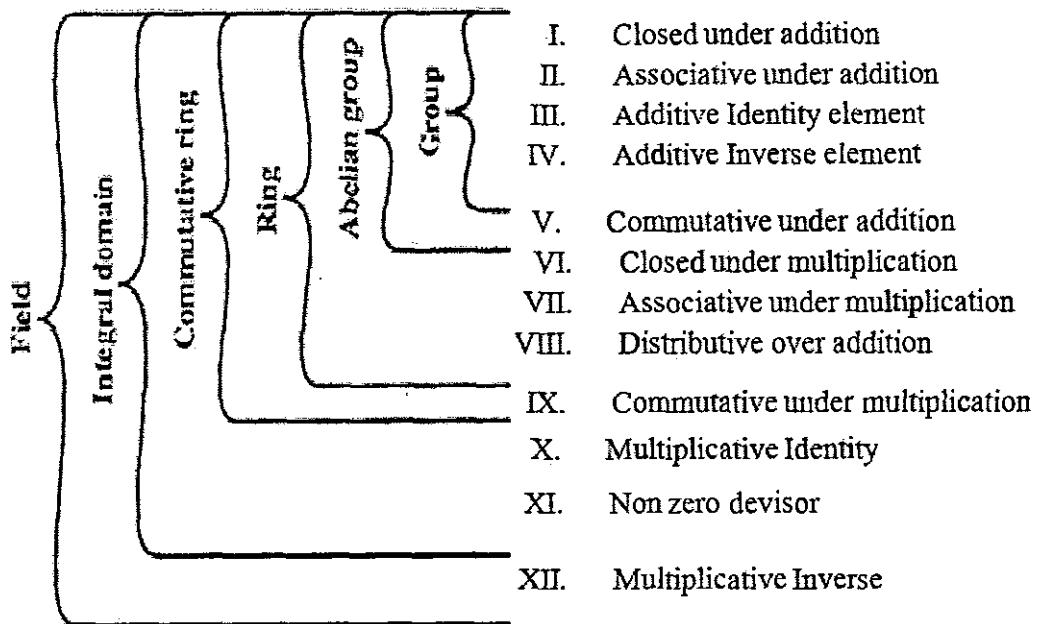 I. Closed under addition
II. Associative under addition
III. Additive Identity element
IV. Additive Inverse element
V. Commutative under addition
VI. Closed under multiplication
VII. Associative under multiplication
VIII. Distributive over addition
IX. Commutative under multiplication
X. Multiplicative Identity
XI. Non zero devisor
XII. Multiplicative Inverse
Field
Integral domain
Commutative ring
Ring
Abelian group
Group